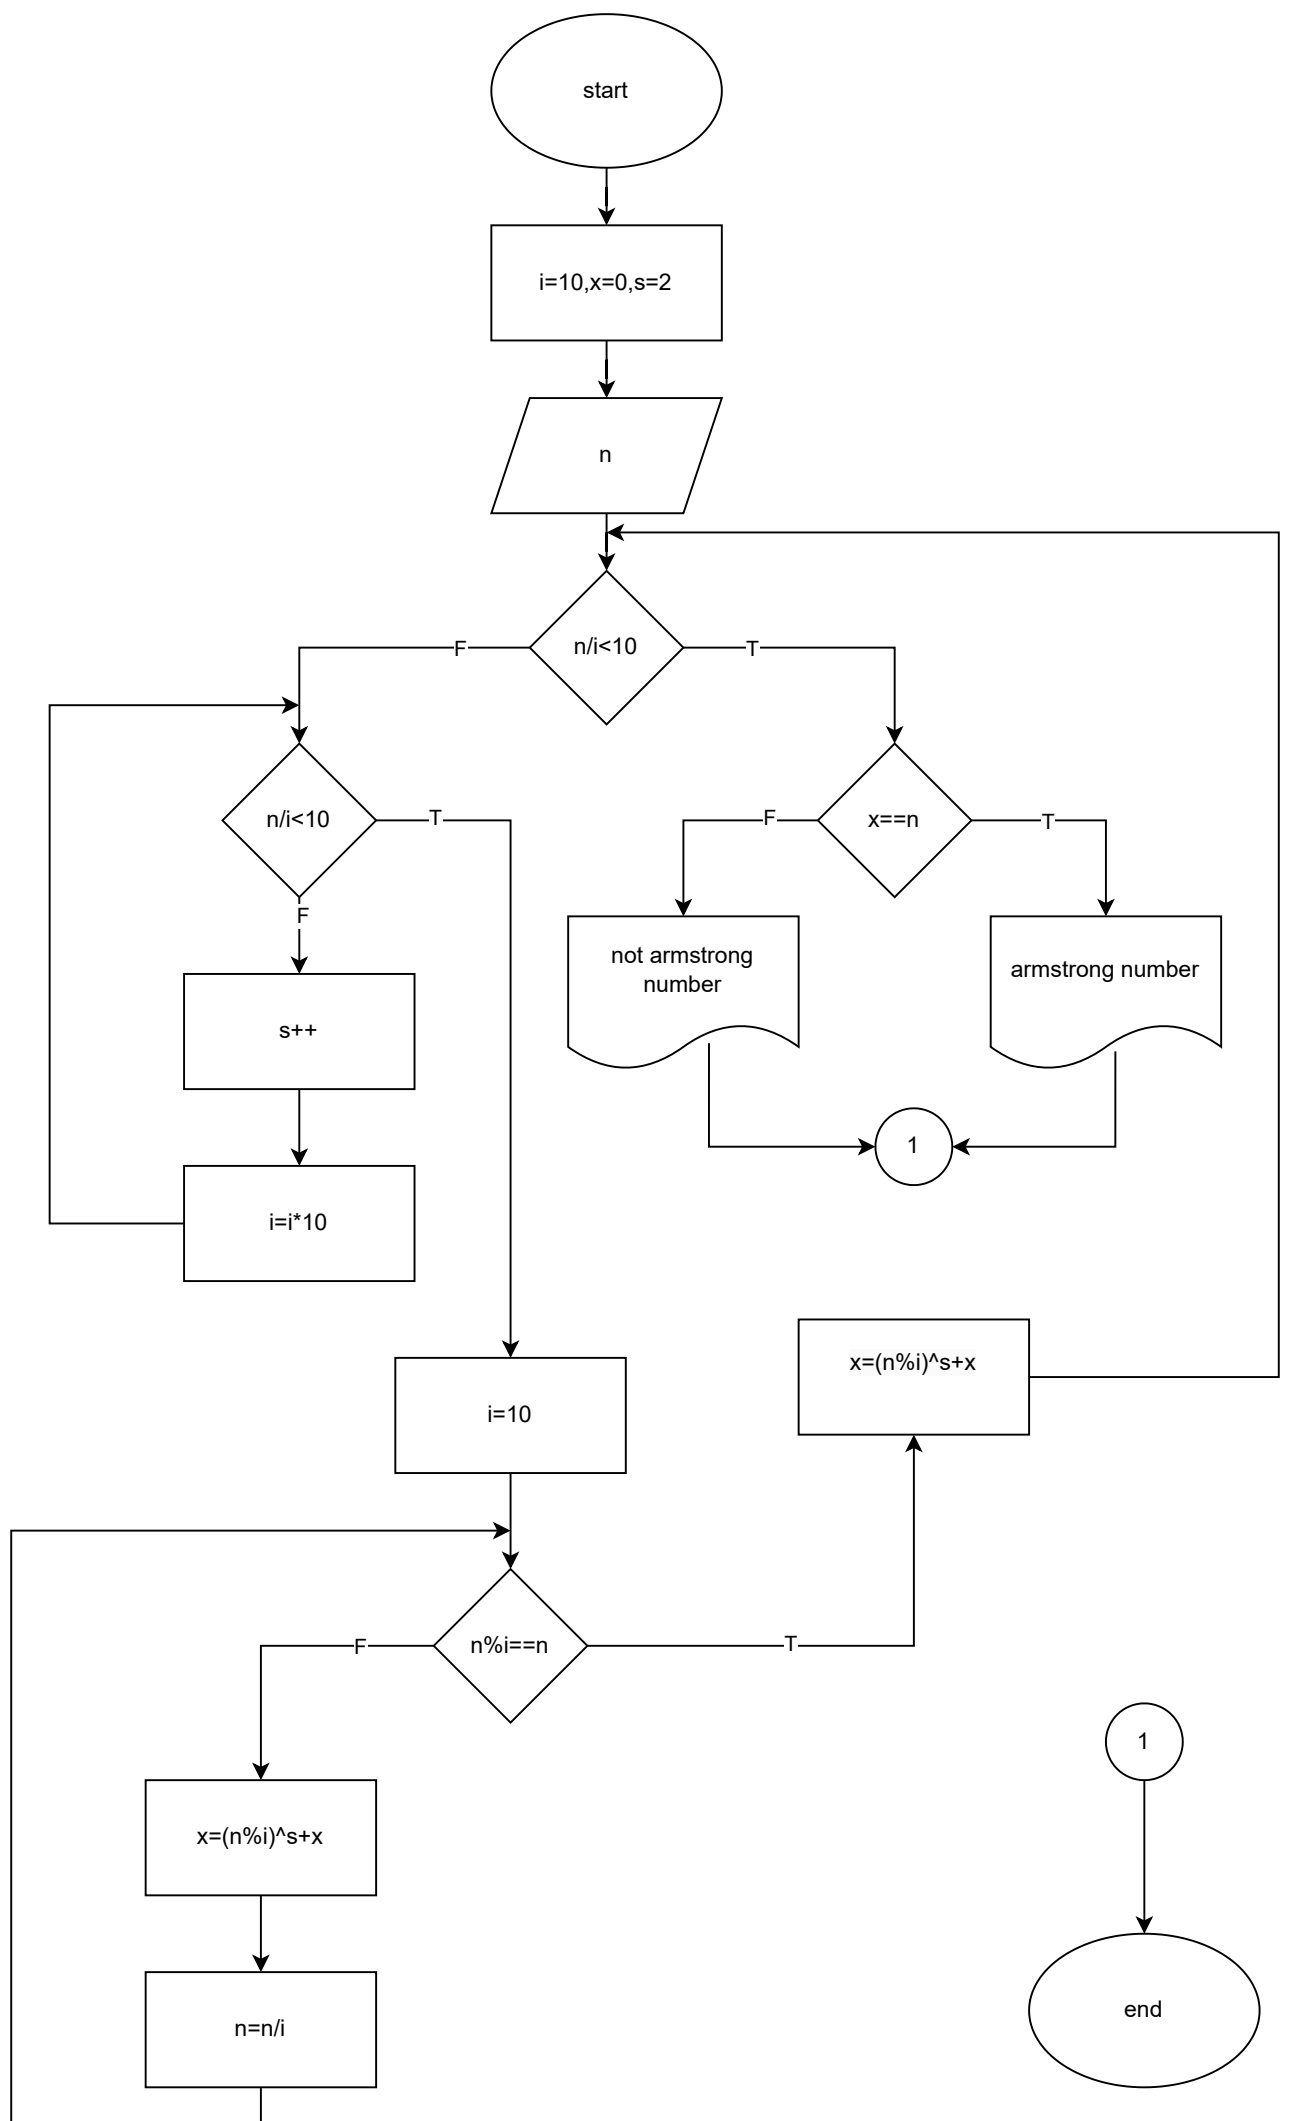 start
i=10,x=0,s=2
n
n/i<10
F
T
n/i<10
T
F
x==n
F
T
s++
not armstrong
number
armstrong number
1
i=i*10
i=10
x=(n%i)^s+x
n%i==n
F
T
x=(n%i)^s+x
1
n=n/i
end